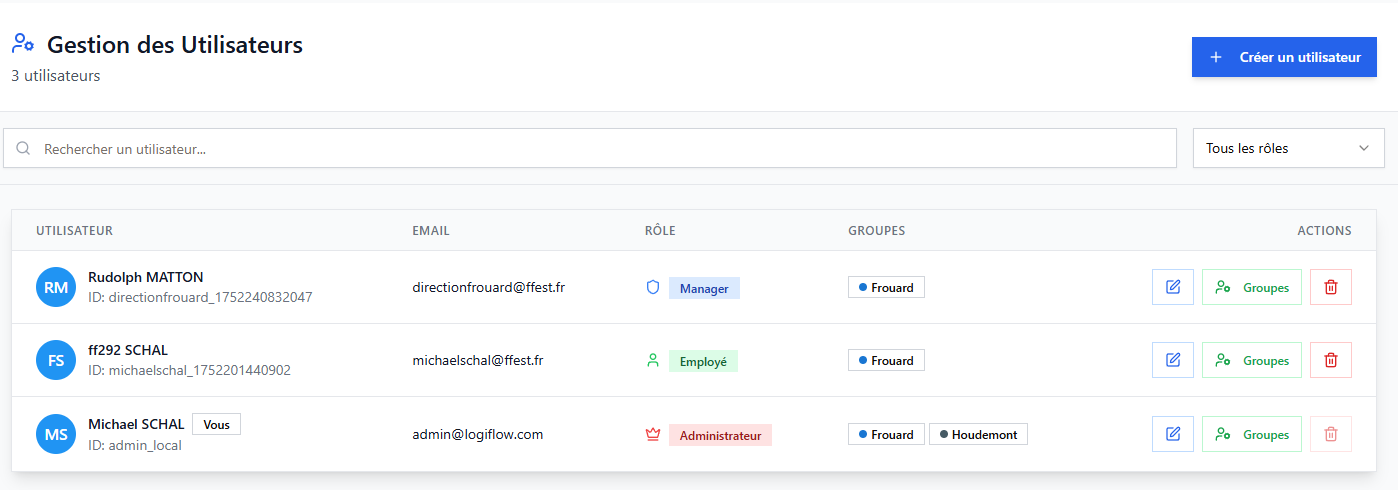 Gestion des Utilisateurs
3 utilisateurs
Créer un utilisateur
Rechercher un utilisateur...
Tous les rôles
UTILISATEUR EMAIL RÔLE GROUPES ACTIONS
RM Rudolph MATTON directionfrouard@ffest.fr Manager Frouard Groupes
ID: directionfrouard_1752240832047
FS ff292 SCHAL michaelschal@ffest.fr Employé Frouard Groupes
ID: michaelschal_1752201440902
MS Michael SCHAL Vous admin@logiflow.com Administrateur Frouard Houdemont Groupes
ID: admin_local